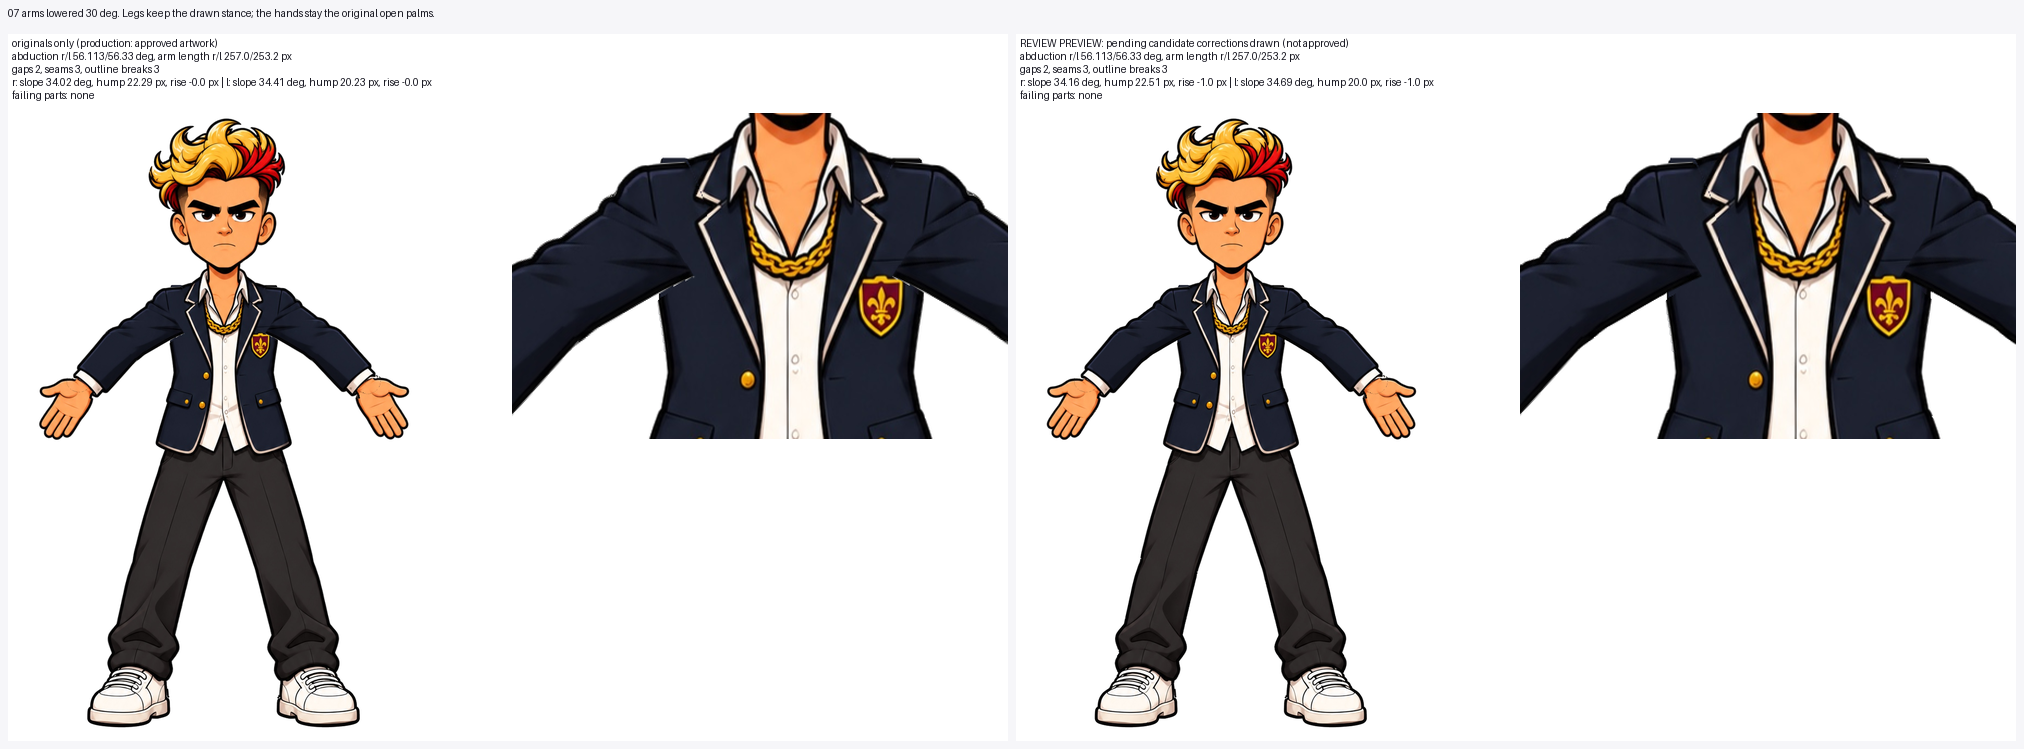 07 arms lowered 30 deg. Legs keep the drawn stance; the hands stay the original open palms.
originals only (production: approved artwork)
abduction r/l 56.113/56.33 deg, arm length r/l 257.0/253.2 px
gaps 2, seams 3, outline breaks 3
r: slope 34.02 deg, hump 22.29 px, rise -0.0 px | l: slope 34.41 deg, hump 20.23 px, rise -0.0 px
failing parts: none
REVIEW PREVIEW: pending candidate corrections drawn (not approved)
abduction r/l 56.113/56.33 deg, arm length r/l 257.0/253.2 px
gaps 2, seams 3, outline breaks 3
r: slope 34.16 deg, hump 22.51 px, rise -1.0 px | l: slope 34.69 deg, hump 20.0 px, rise -1.0 px
failing parts: none